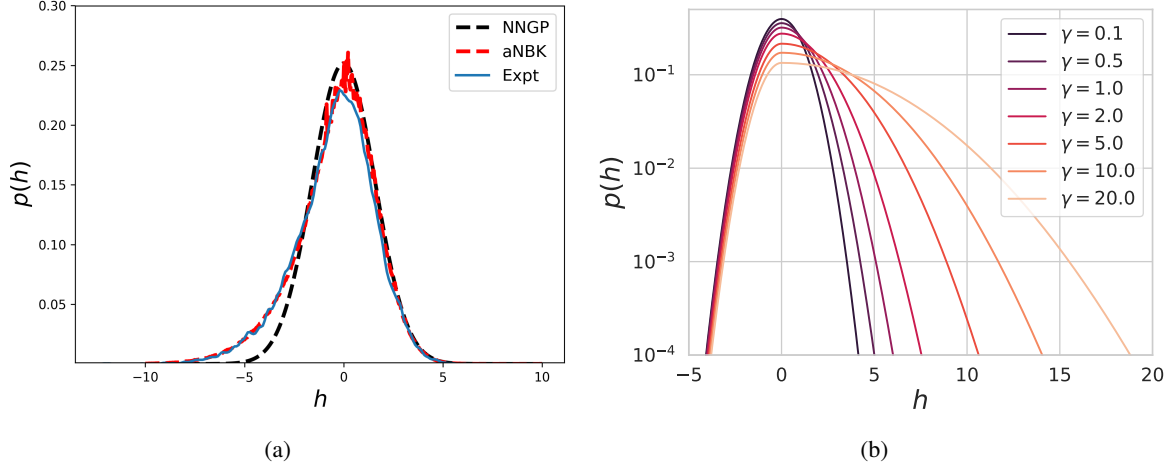 0.30
0.25
0.20
0.15
0.10
0.05
p(h)
−10
−5
0
5
10
h
NNGP
aNBK
Expt
(a)
10⁻¹
10⁻²
10⁻³
10⁻⁴
p(h)
−5
0
5
10
15
20
h
γ = 0.1
γ = 0.5
γ = 1.0
γ = 2.0
γ = 5.0
γ = 10.0
γ = 20.0
(b)